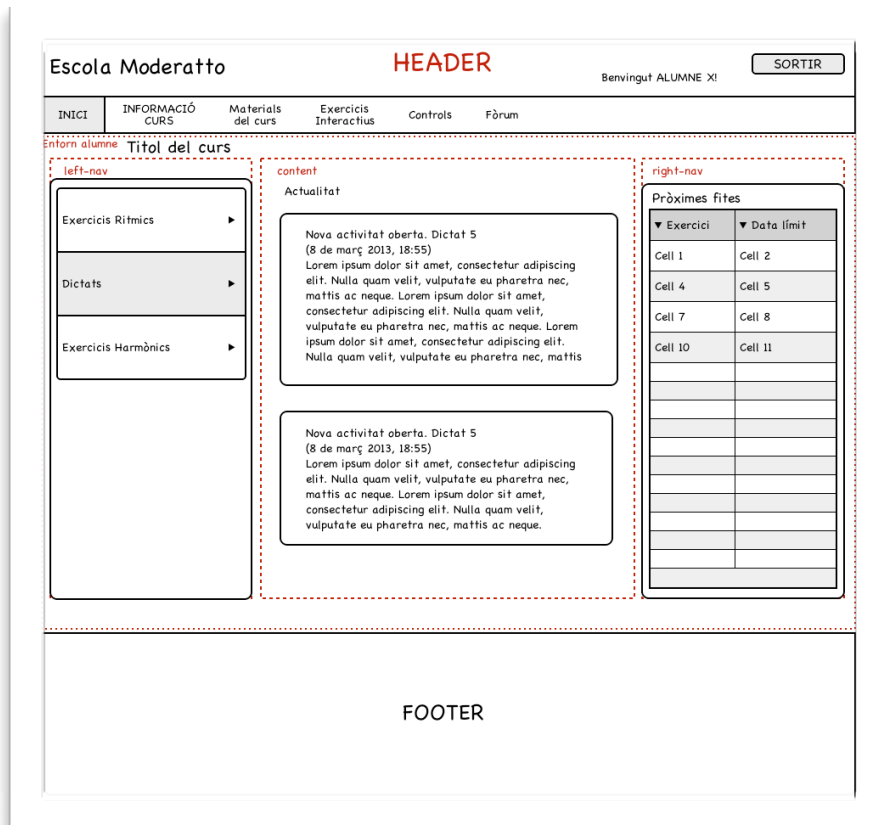 Escola Moderatto
HEADER
Benvingut ALUMNE X!
SORTIR
INICI
INFORMACIÓ
CURS
Materials
del curs
Exercicis
Interactius
Controls
Fòrum
Entorn alumne
Titol del curs
left-nav
Exercicis Ritmics
Dictats
Exercicis Harmònics
content
Actualitat
Nova activitat oberta. Dictat 5
(8 de març 2013, 18:55)
Lorem ipsum dolor sit amet, consectetur adipiscing
elit. Nulla quam velit, vulputate eu pharetra nec,
mattis ac neque. Lorem ipsum dolor sit amet,
consectetur adipiscing elit. Nulla quam velit,
vulputate eu pharetra nec, mattis ac neque. Lorem
ipsum dolor sit amet, consectetur adipiscing elit.
Nulla quam velit, vulputate eu pharetra nec, mattis
Nova activitat oberta. Dictat 5
(8 de març 2013, 18:55)
Lorem ipsum dolor sit amet, consectetur adipiscing
elit. Nulla quam velit, vulputate eu pharetra nec,
mattis ac neque. Lorem ipsum dolor sit amet,
consectetur adipiscing elit. Nulla quam velit,
vulputate eu pharetra nec, mattis ac neque.
right-nav
Pròximes fites
▼ Exercici ▼ Data límit
Cell 1 Cell 2
Cell 4 Cell 5
Cell 7 Cell 8
Cell 10 Cell 11
FOOTER